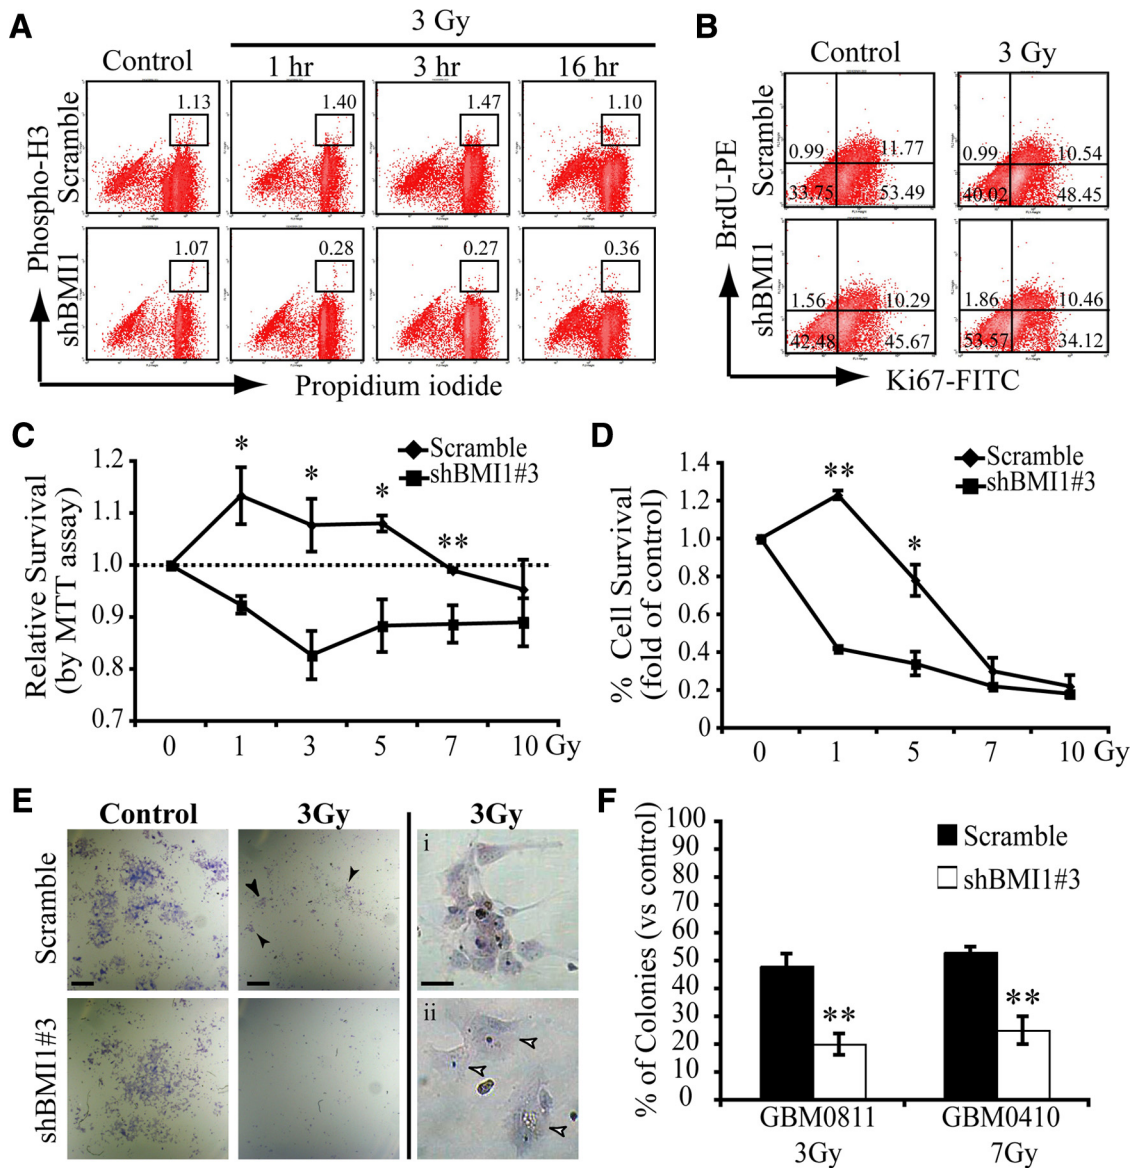 A
3 Gy
Control
1 hr
3 hr
16 hr
Phospho-H3
Scramble
1.13
1.40
1.47
1.10
shBMI1
1.07
0.28
0.27
0.36
Propidium iodide
B
Control
3 Gy
BrdU-PE
Scramble
0.99
11.77
33.75
53.49
0.99
10.54
40.02
48.45
shBMI1
1.56
10.29
42.48
45.67
1.86
10.46
53.57
34.12
Ki67-FITC
C
Relative Survival
(by MTT assay)
Scramble
shBMI1#3
1.2
1.1
1.0
0.9
0.8
0.7
*
*
*
**
0 1 3 5 7 10 Gy
D
% Cell Survival
(fold of control)
Scramble
shBMI1#3
1.4
1.2
1.0
0.8
0.6
0.4
0.2
0
**
*
0 1 5 7 10 Gy
E
Control
3Gy
3Gy
Scramble
i
shBMI1#3
ii
F
% of Colonies (vs control)
100
90
80
70
60
50
40
30
20
10
0
Scramble
shBMI1#3
**
**
GBM0811
3Gy
GBM0410
7Gy